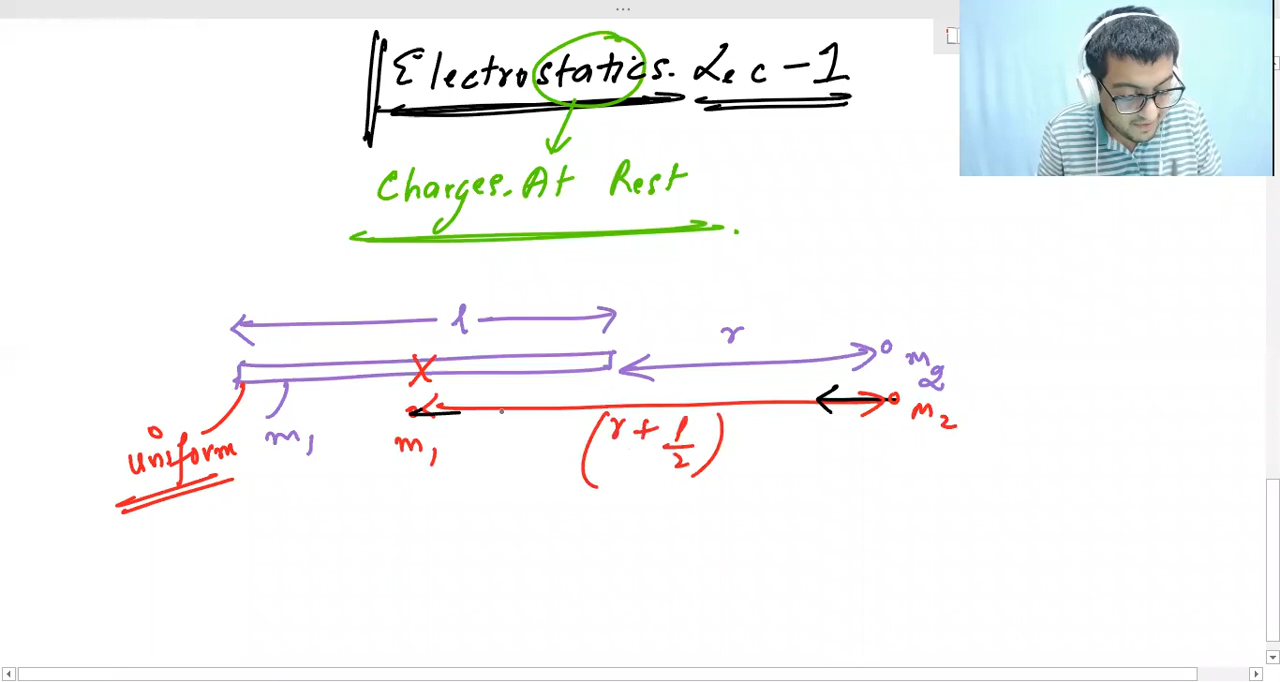 Electrostatics. Lec-1
Charges. At Rest
l
r
m2
m1
uniform
m1
(r + l/2)
m2